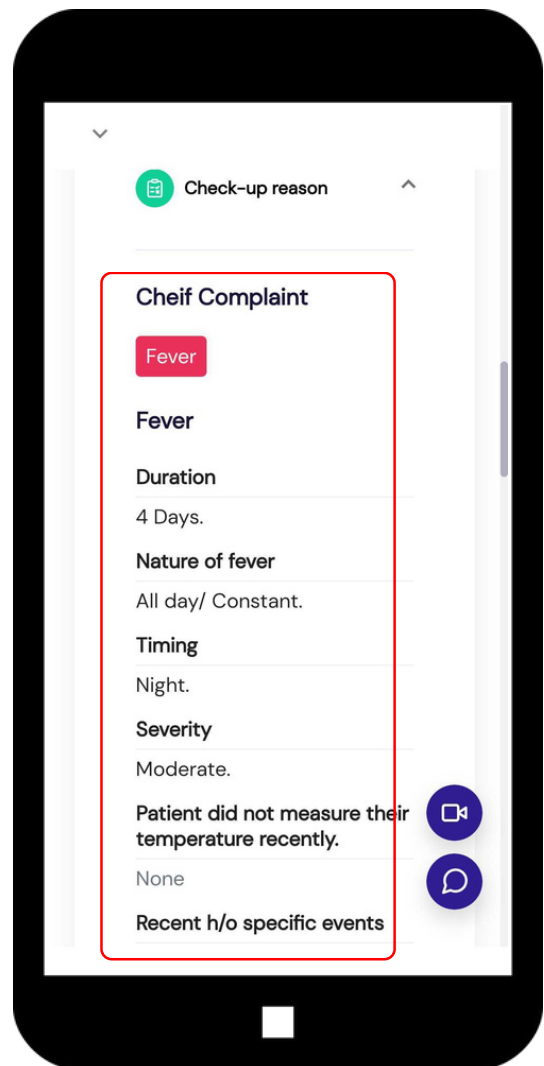 Check-up reason
Cheif Complaint
Fever
Fever
Duration
4 Days.
Nature of fever
All day/ Constant.
Timing
Night.
Severity
Moderate.
Patient did not measure their
temperature recently.
None
Recent h/o specific events